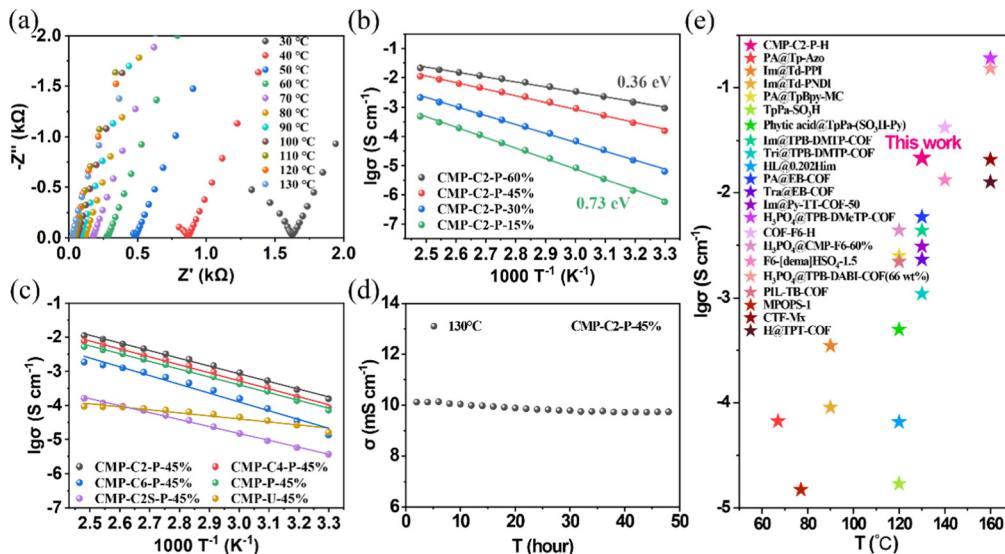 (a)
-2.0
-1.5
-1.0
-0.5
0.0
-Z'' (kΩ)
0.0
0.5
1.0
1.5
2.0
Z' (kΩ)
30 °C
40 °C
50 °C
60 °C
70 °C
80 °C
90 °C
100 °C
110 °C
120 °C
130 °C
(b)
0
-1
-2
-3
-4
-5
-6
-7
lgσ (S cm⁻¹)
0.36 eV
CMP-C2-P-60%
CMP-C2-P-45%
CMP-C2-P-30%
CMP-C2-P-15%
0.73 eV
2.5 2.6 2.7 2.8 2.9 3.0 3.1 3.2 3.3
1000 T⁻¹ (K⁻¹)
(c)
-1
-2
-3
-4
-5
-6
-7
lgσ (S cm⁻¹)
CMP-C2-P-45%
CMP-C4-P-45%
CMP-C6-P-45%
CMP-P-45%
CMP-C2S-P-45%
CMP-U-45%
2.5 2.6 2.7 2.8 2.9 3.0 3.1 3.2 3.3
1000 T⁻¹ (K⁻¹)
(d)
14
12
10
8
6
σ (mS cm⁻¹)
130°C
CMP-C2-P-45%
0 10 20 30 40 50
T (hour)
(e)
0
-1
-2
-3
-4
-5
lgσ (S cm⁻¹)
CMP-C2-P-H
PA@Tp-Azo
Im@Td-PPI
Im@Td-PNDI
PA@TpBpy-MC
TpPa-SO₃H
Phytic acid@TpPa-(SO₃H-Py)
Im@TPB-DMTP-COF
Tri@TPB-DMTP-COF
HL@0.202Him
PA@EB-COF
Tra@EB-COF
Im@Py-TT-COF-50
H₃PO₄@TPB-DMeTP-COF
COF-F6-H
H₃PO₄@CMP-F6-60%
F6-[dema]HSO₄-1.5
H₃PO₄@TPB-DABI-COF(66 wt%)
PIL-TB-COF
MPOPS-1
CTF-Mx
H@TPT-COF
This work
60 80 100 120 140 160
T (°C)